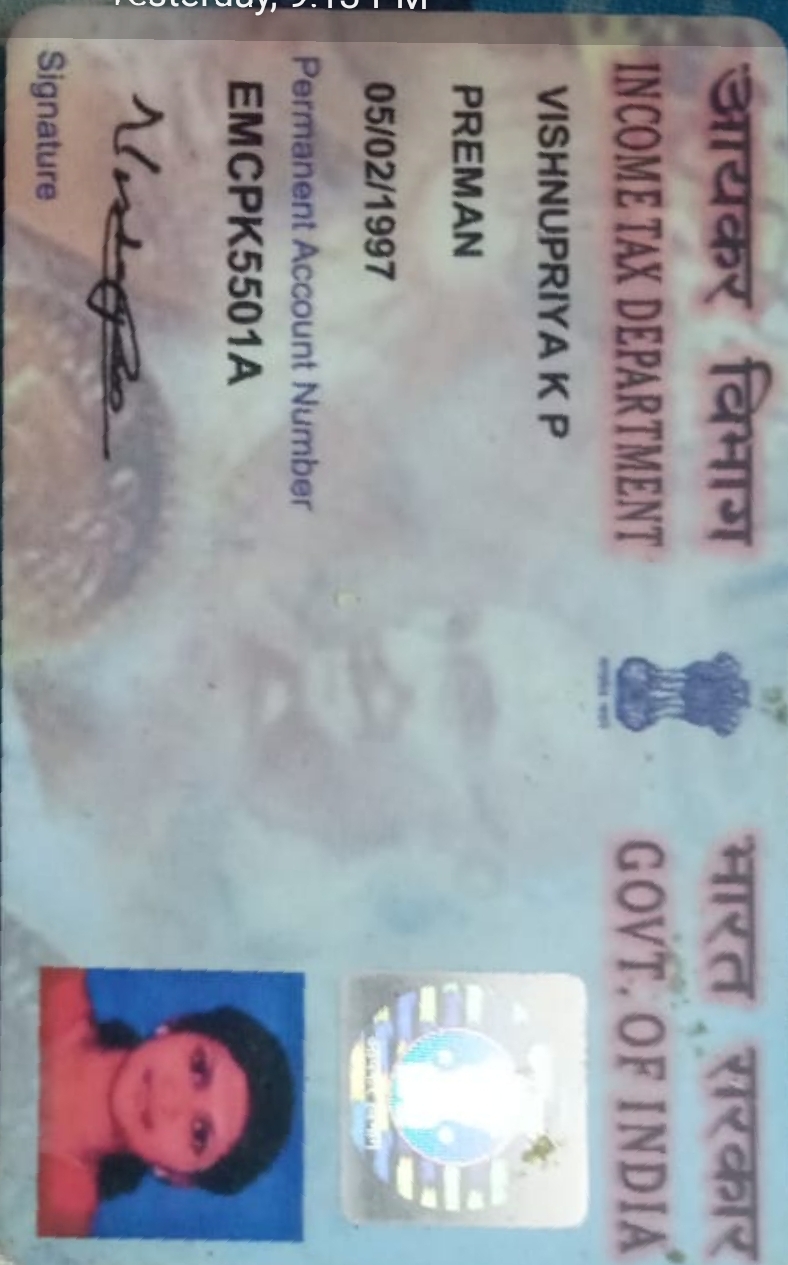 Yesterday, 9:13 PM
आयकर विभाग
INCOME TAX DEPARTMENT
भारत सरकार
GOVT. OF INDIA
VISHNUPRIYA K P
PREMAN
05/02/1997
Permanent Account Number
EMCPK5501A
Signature